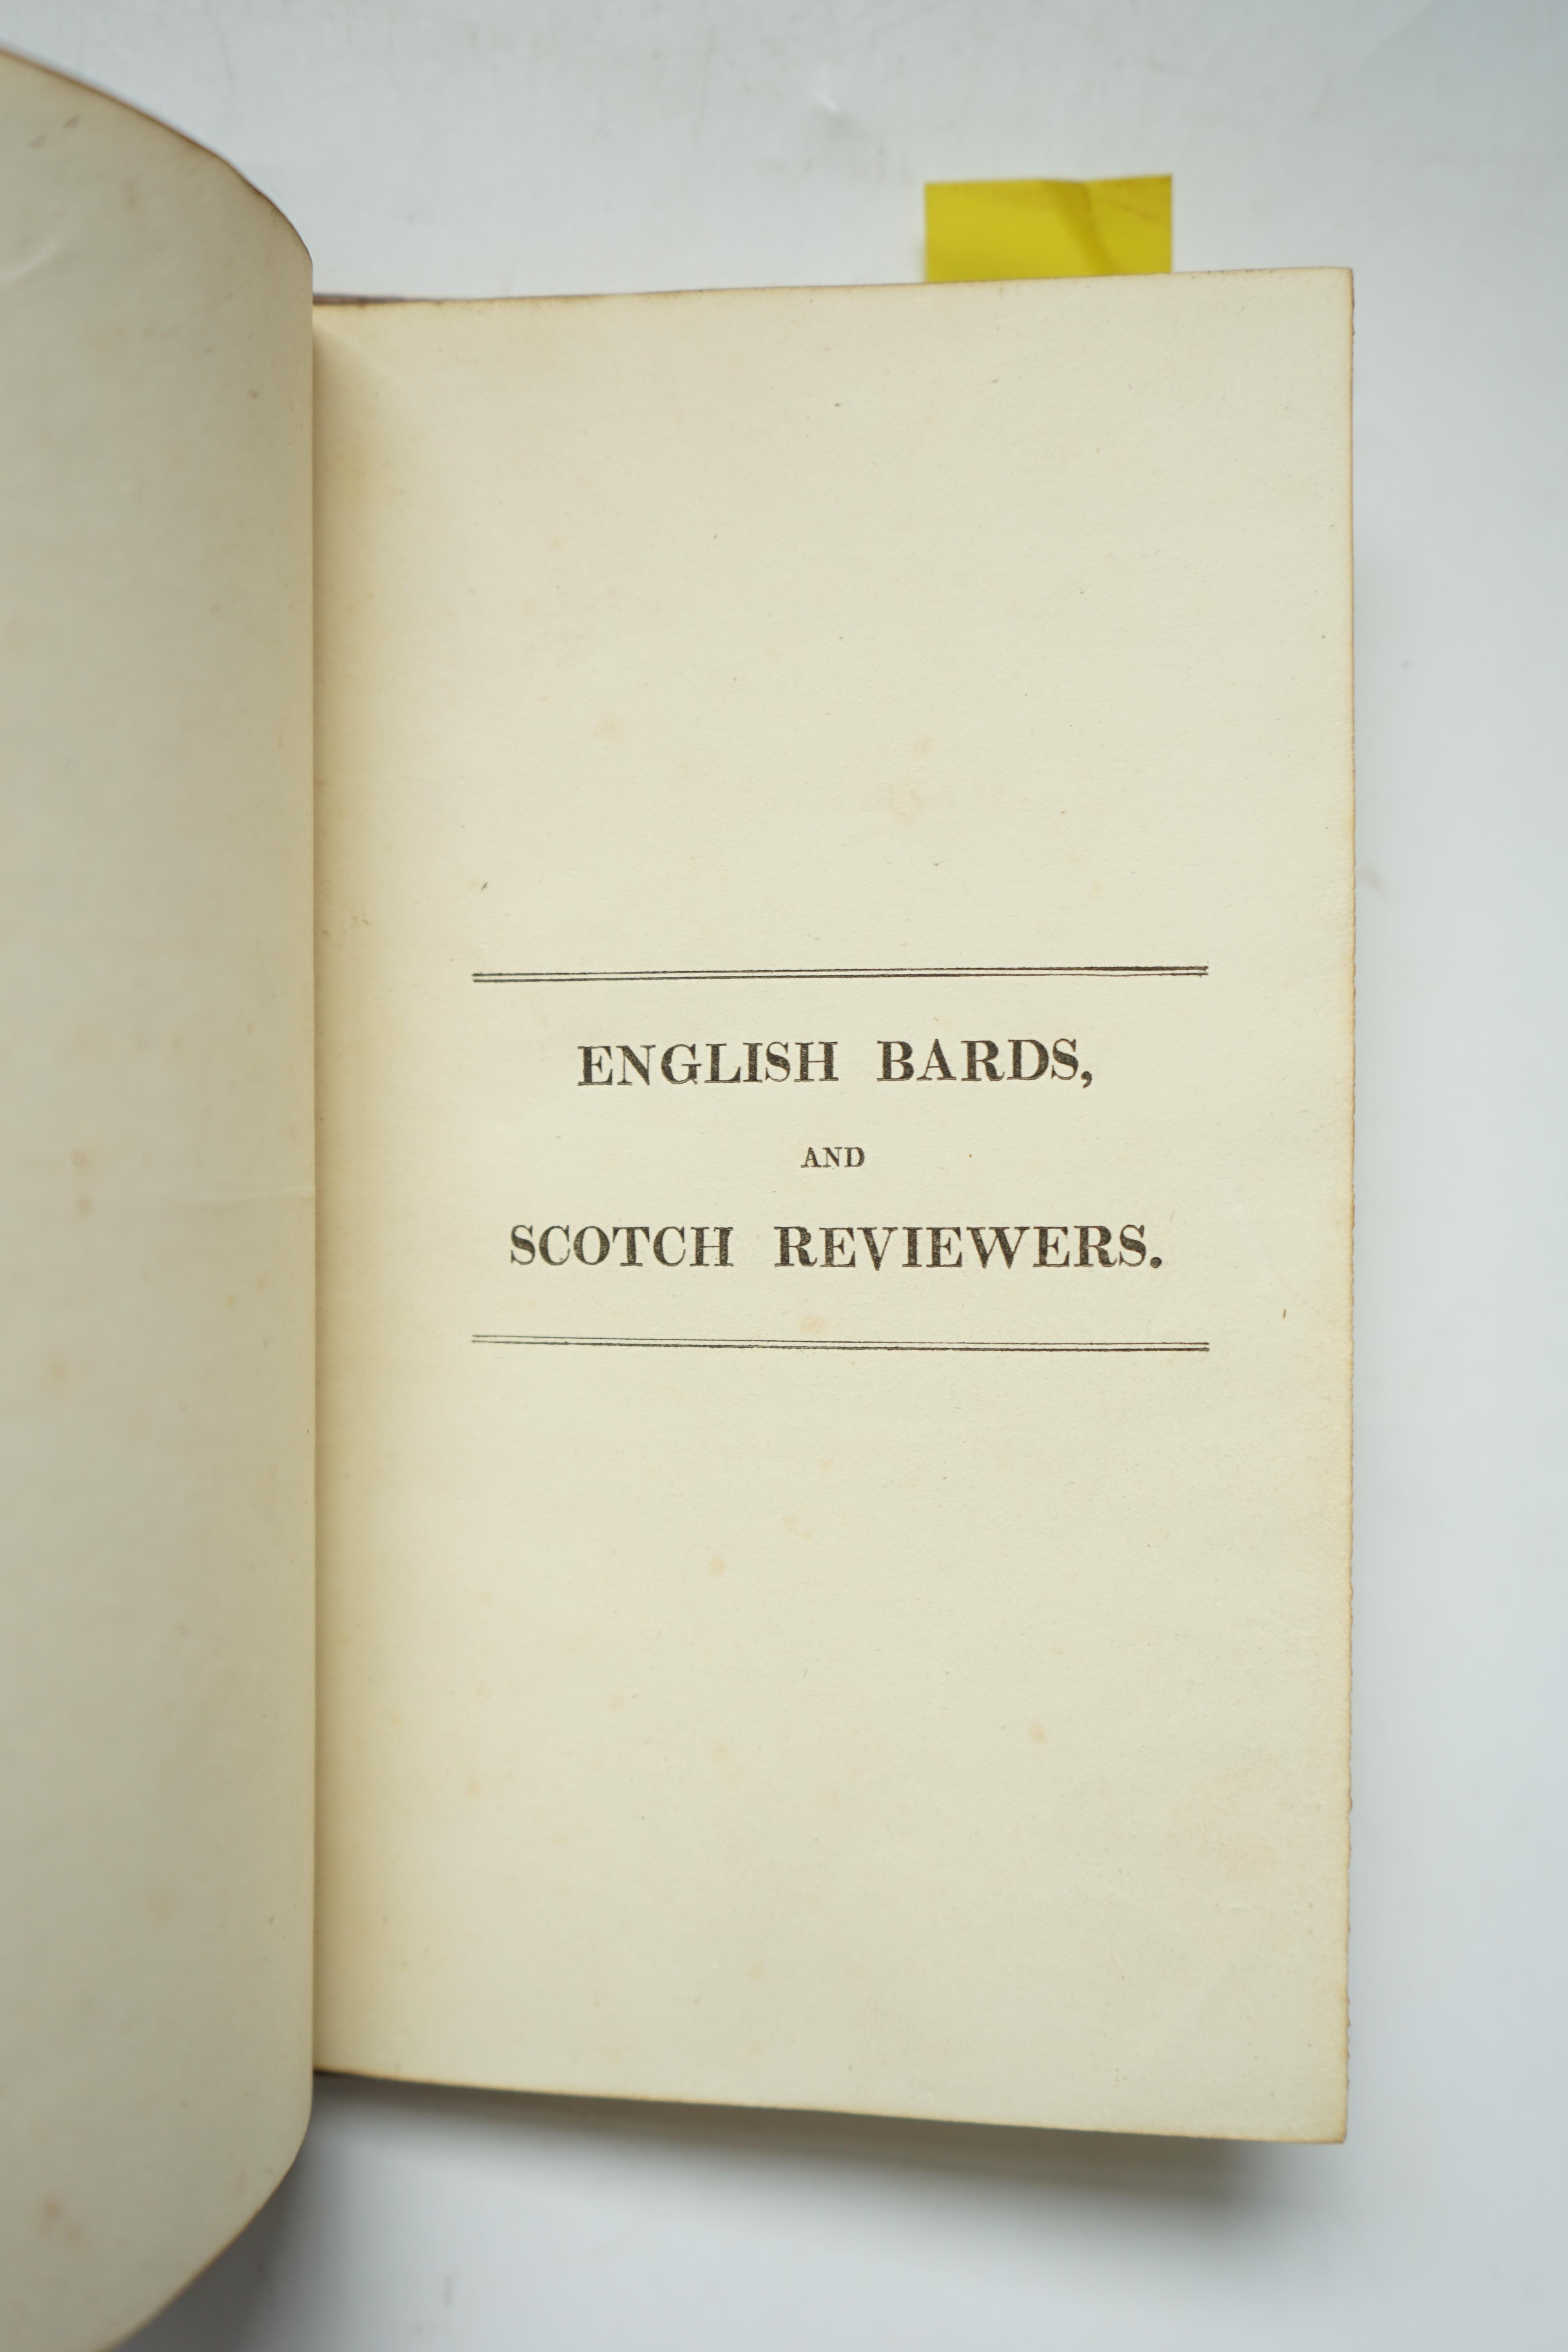 ENGLISH BARDS,
AND
SCOTCH REVIEWERS.